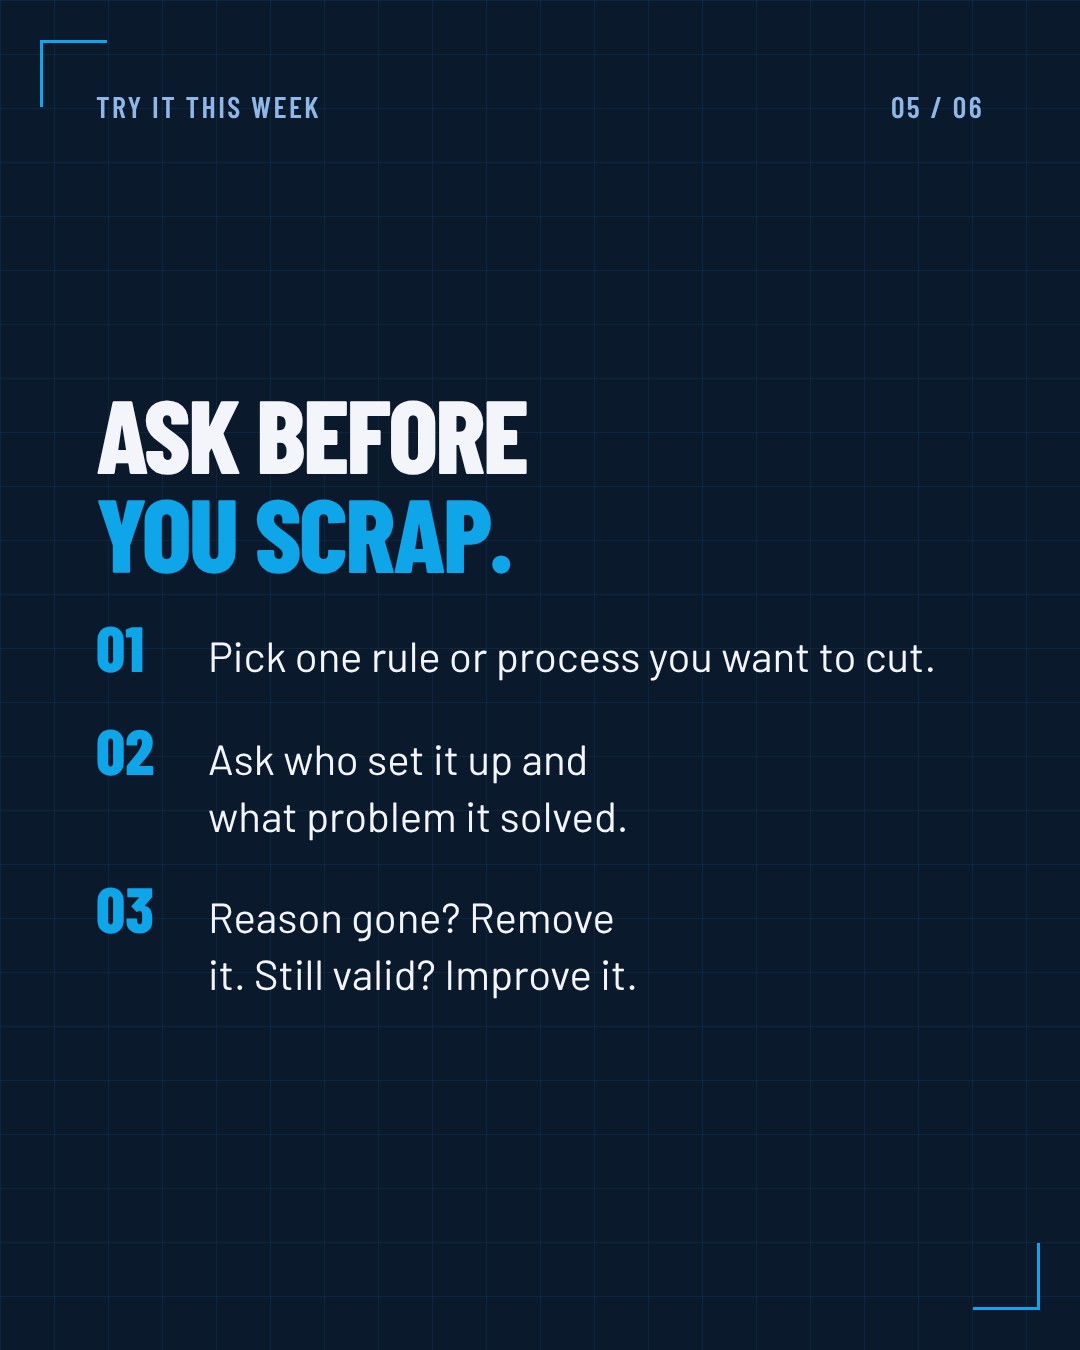 TRY IT THIS WEEK
05 / 06
ASK BEFORE
YOU SCRAP.
01 Pick one rule or process you want to cut.
02 Ask who set it up and
what problem it solved.
03 Reason gone? Remove
it. Still valid? Improve it.